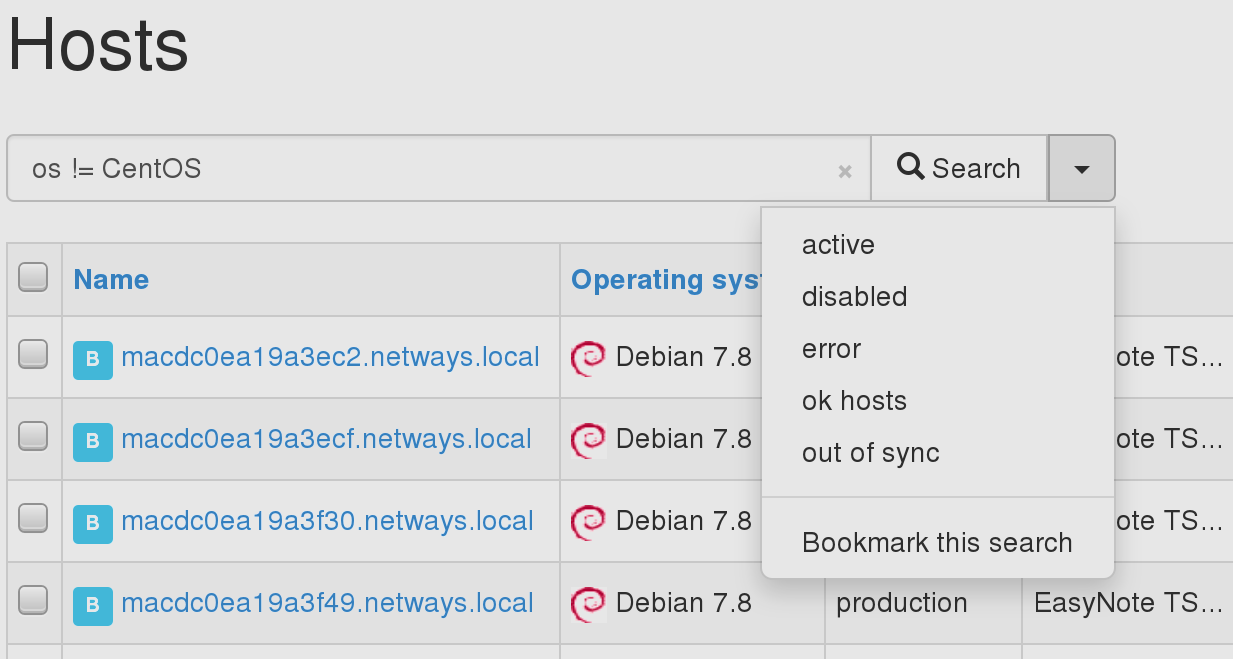 Hosts
os != CentOS × Search
active
disabled
error
ok hosts
out of sync
Bookmark this search
Name Operating syst
B macdc0ea19a3ec2.netways.local Debian 7.8 ote TS...
B macdc0ea19a3ecf.netways.local Debian 7.8 ote TS...
B macdc0ea19a3f30.netways.local Debian 7.8 ote TS...
B macdc0ea19a3f49.netways.local Debian 7.8 production EasyNote TS...